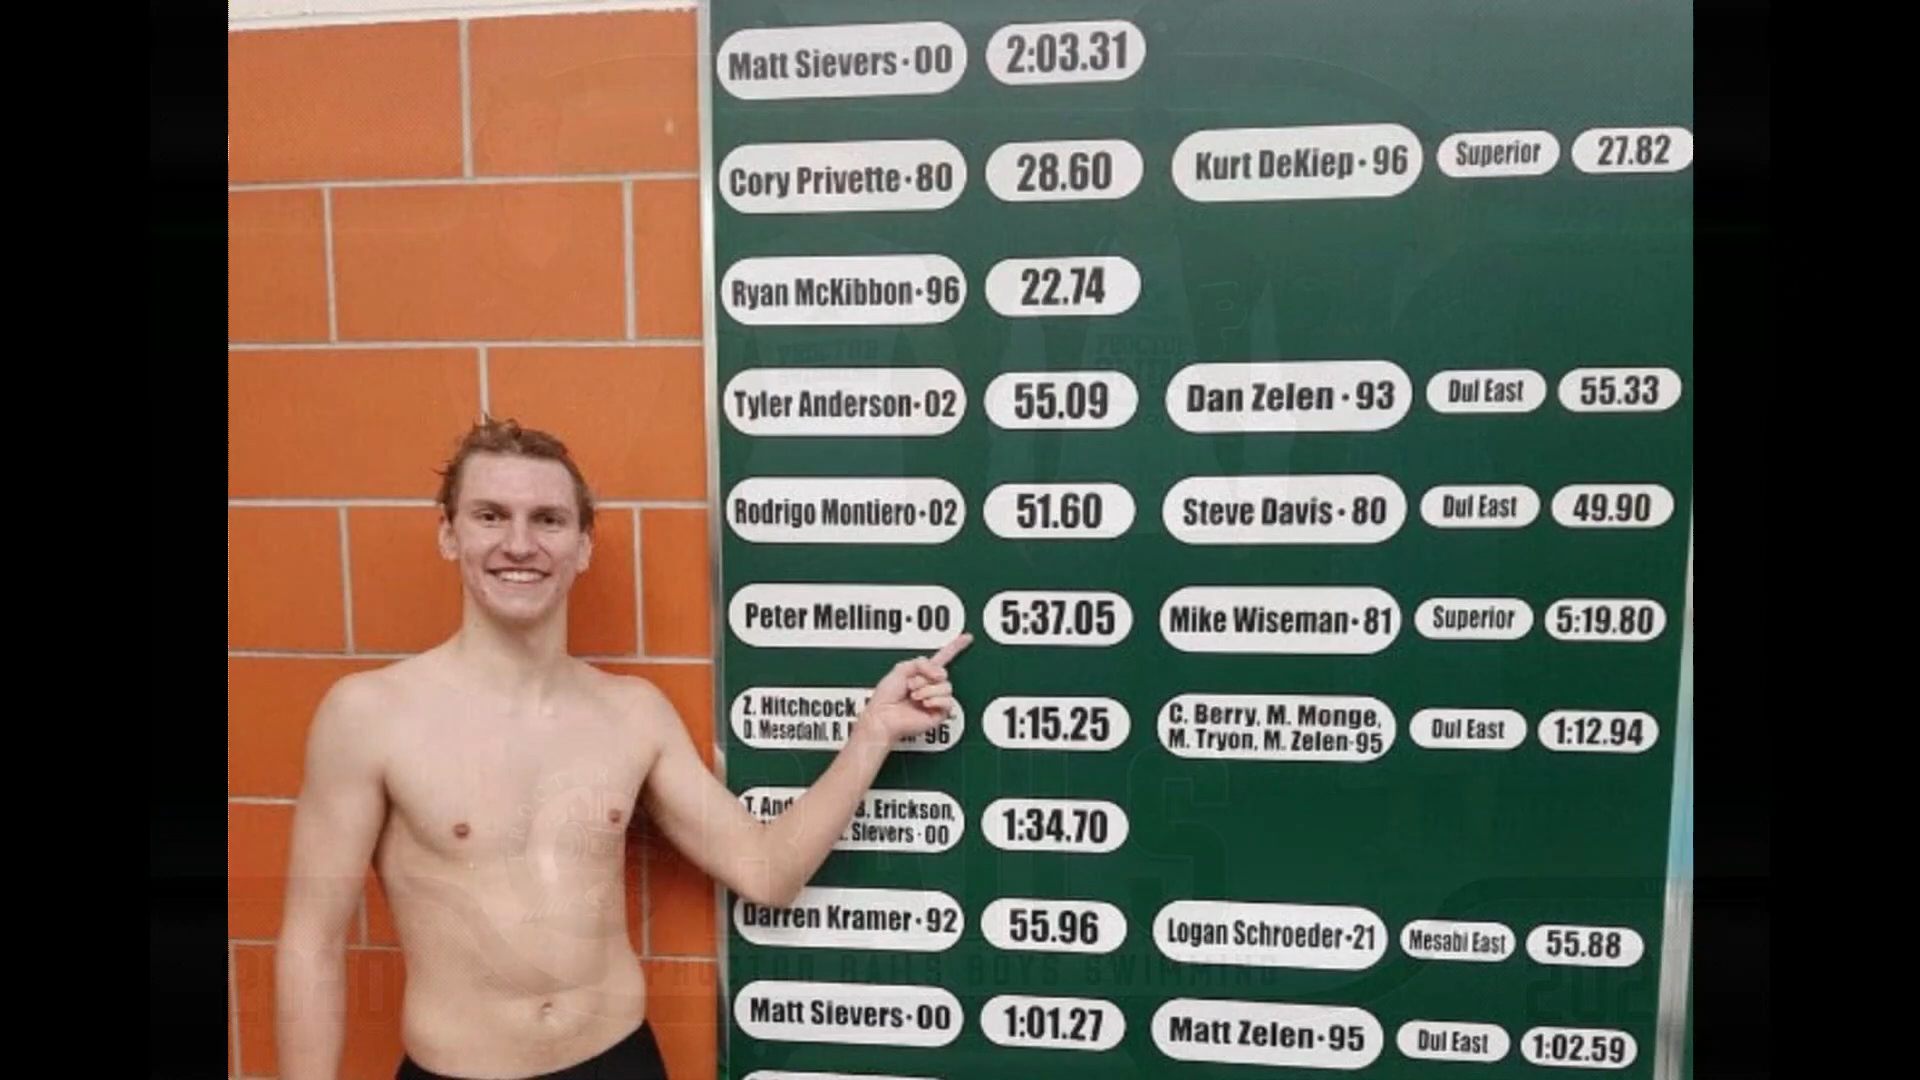 Matt Sievers · 00 2:03.31
Cory Privette · 80 28.60 Kurt DeKiep · 96 Superior 27.82
Ryan McKibbon · 96 22.74
Tyler Anderson · 02 55.09 Dan Zelen · 93 Dul East 55.33
Rodrigo Montiero · 02 51.60 Steve Davis · 80 Dul East 49.90
Peter Melling · 00 5:37.05 Mike Wiseman · 81 Superior 5:19.80
Z. Hitchcock,
D. Mesedahl, R. 96 1:15.25
C. Berry, M. Monge,
M. Tryon, M. Zelen-95 Dul East 1:12.94
B. Erickson,
Sievers · 00 1:34.70
Darren Kramer · 92 55.96 Logan Schroeder · 21 Mesabi East 55.88
Matt Sievers · 00 1:01.27 Matt Zelen · 95 Dul East 1:02.59
PROCTOR RAILS BOYS SWIMMING
RAILS